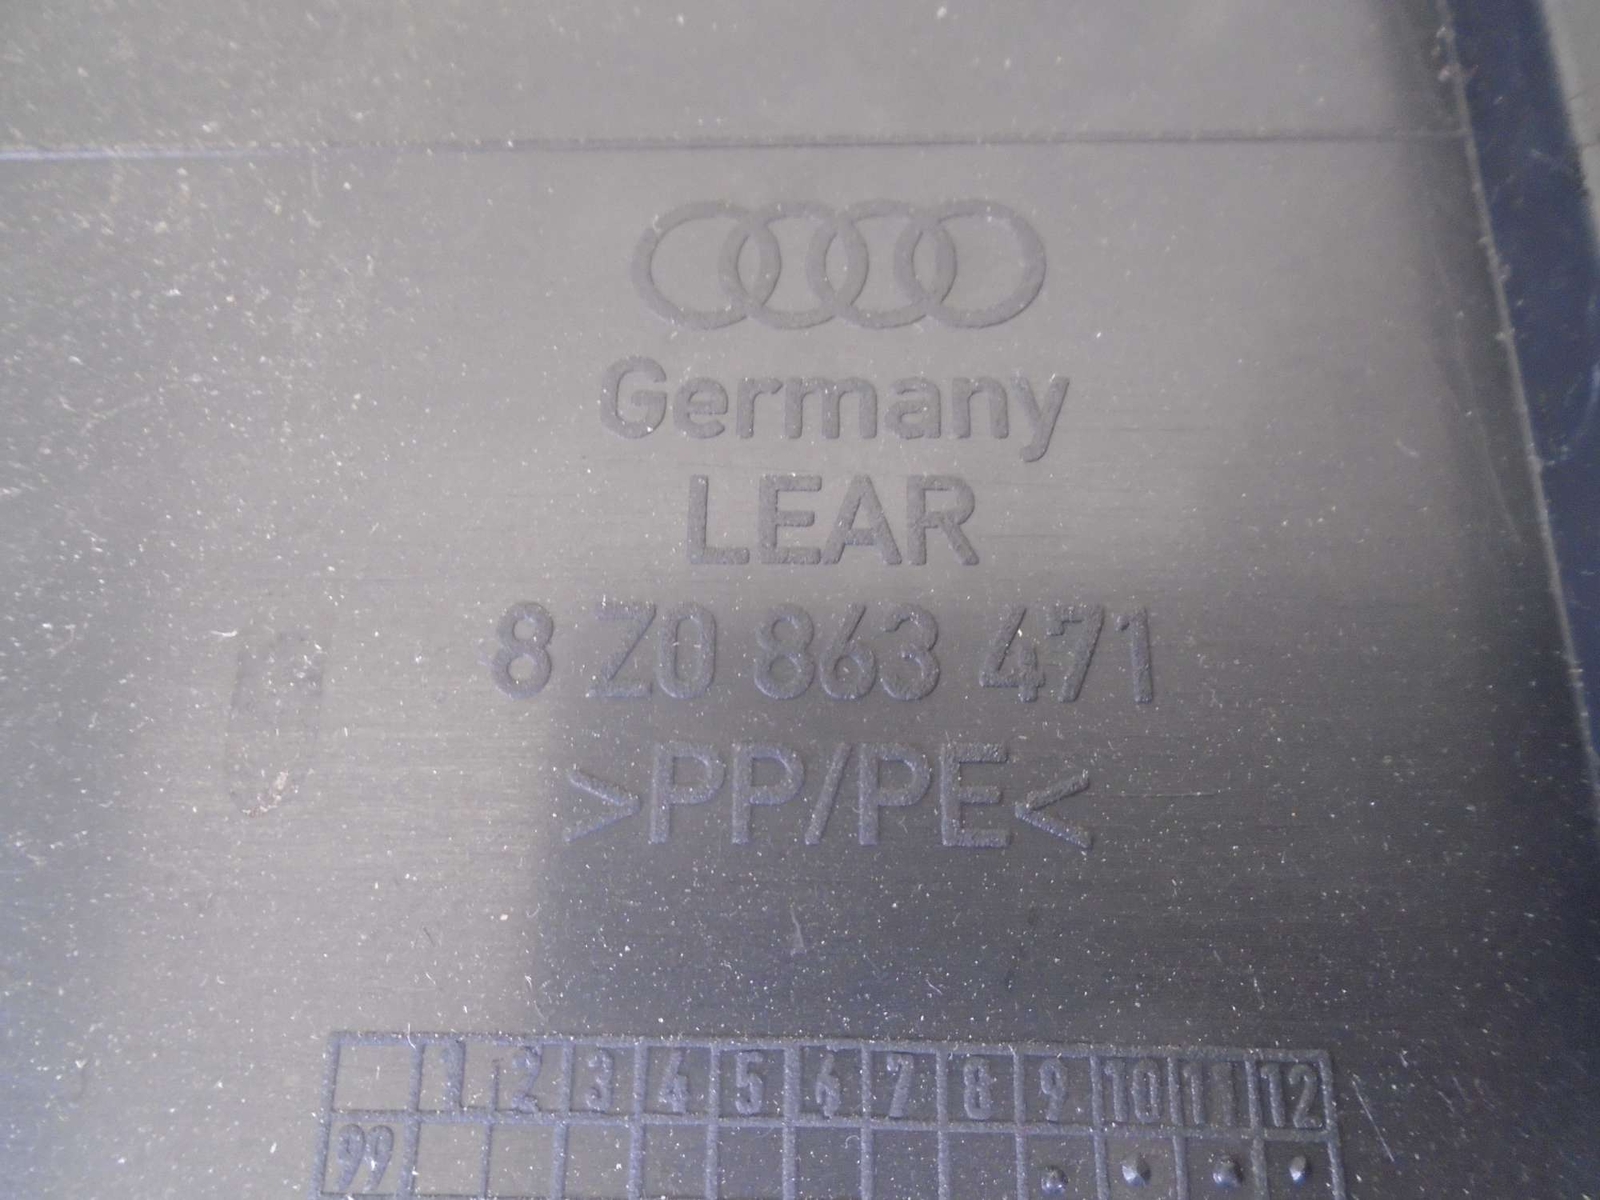 Germany
LEAR
8 Z0 863 471
>PP/PE<
1 2 3 4 5 6 7 8 9 10 11 12
99